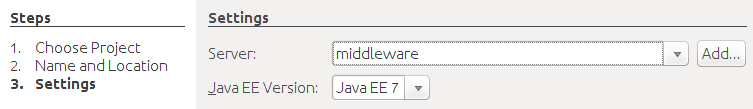 Steps
1. Choose Project
2. Name and Location
3. Settings
Settings
Server: middleware Add...
Java EE Version: Java EE 7